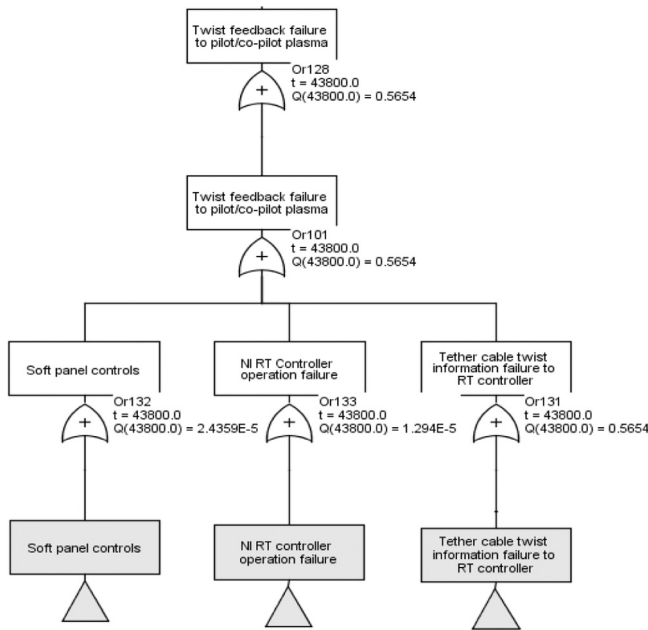 Twist feedback failure
to pilot/co-pilot plasma
Or128
t = 43800.0
Q(43800.0) = 0.5654
+
Twist feedback failure
to pilot/co-pilot plasma
Or101
t = 43800.0
Q(43800.0) = 0.5654
+
Soft panel controls
Or132
t = 43800.0
Q(43800.0) = 2.4359E-5
+
NI RT Controller
operation failure
Or133
t = 43800.0
Q(43800.0) = 1.294E-5
+
Tether cable twist
information failure to
RT controller
Or131
t = 43800.0
Q(43800.0) = 0.5654
+
Soft panel controls
NI RT controller
operation failure
Tether cable twist
information failure to
RT controller